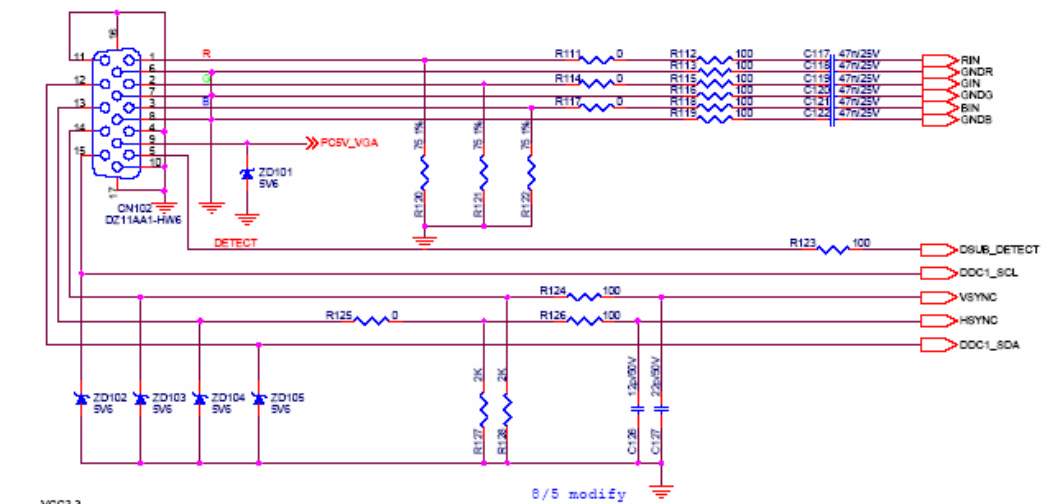 16
11
1
R
R111 0
R112 100
C117 47n/25V
RIN
6
R113 100
C118 47n/25V
GNDR
12
2
G
R114 0
R115 100
C119 47n/25V
GIN
7
R116 100
C120 47n/25V
GNDG
13
3
B
R117 0
R118 100
C121 47n/25V
BIN
8
R119 100
C122 47n/25V
GNDB
14
4
9
PC5V_VGA
15
5
10
17
CN102
DZ11AA1-HW6
ZD101
5V6
R120 75 1%
R121 75 1%
R122 75 1%
DETECT
R123 100
DSUB_DETECT
DDC1_SCL
R124 100
VSYNC
R125 0
R126 100
HSYNC
DDC1_SDA
ZD102
5V6
ZD103
5V6
ZD104
5V6
ZD105
5V6
R127 2K
R128 2K
C126 12p/50V
C127 22p/50V
8/5 modify
VCC3.3